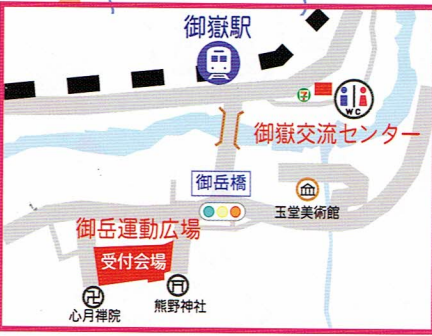 御嶽駅
WC
御嶽交流センター
御岳橋
玉堂美術館
御岳運動広場
受付会場
心月禅院
熊野神社